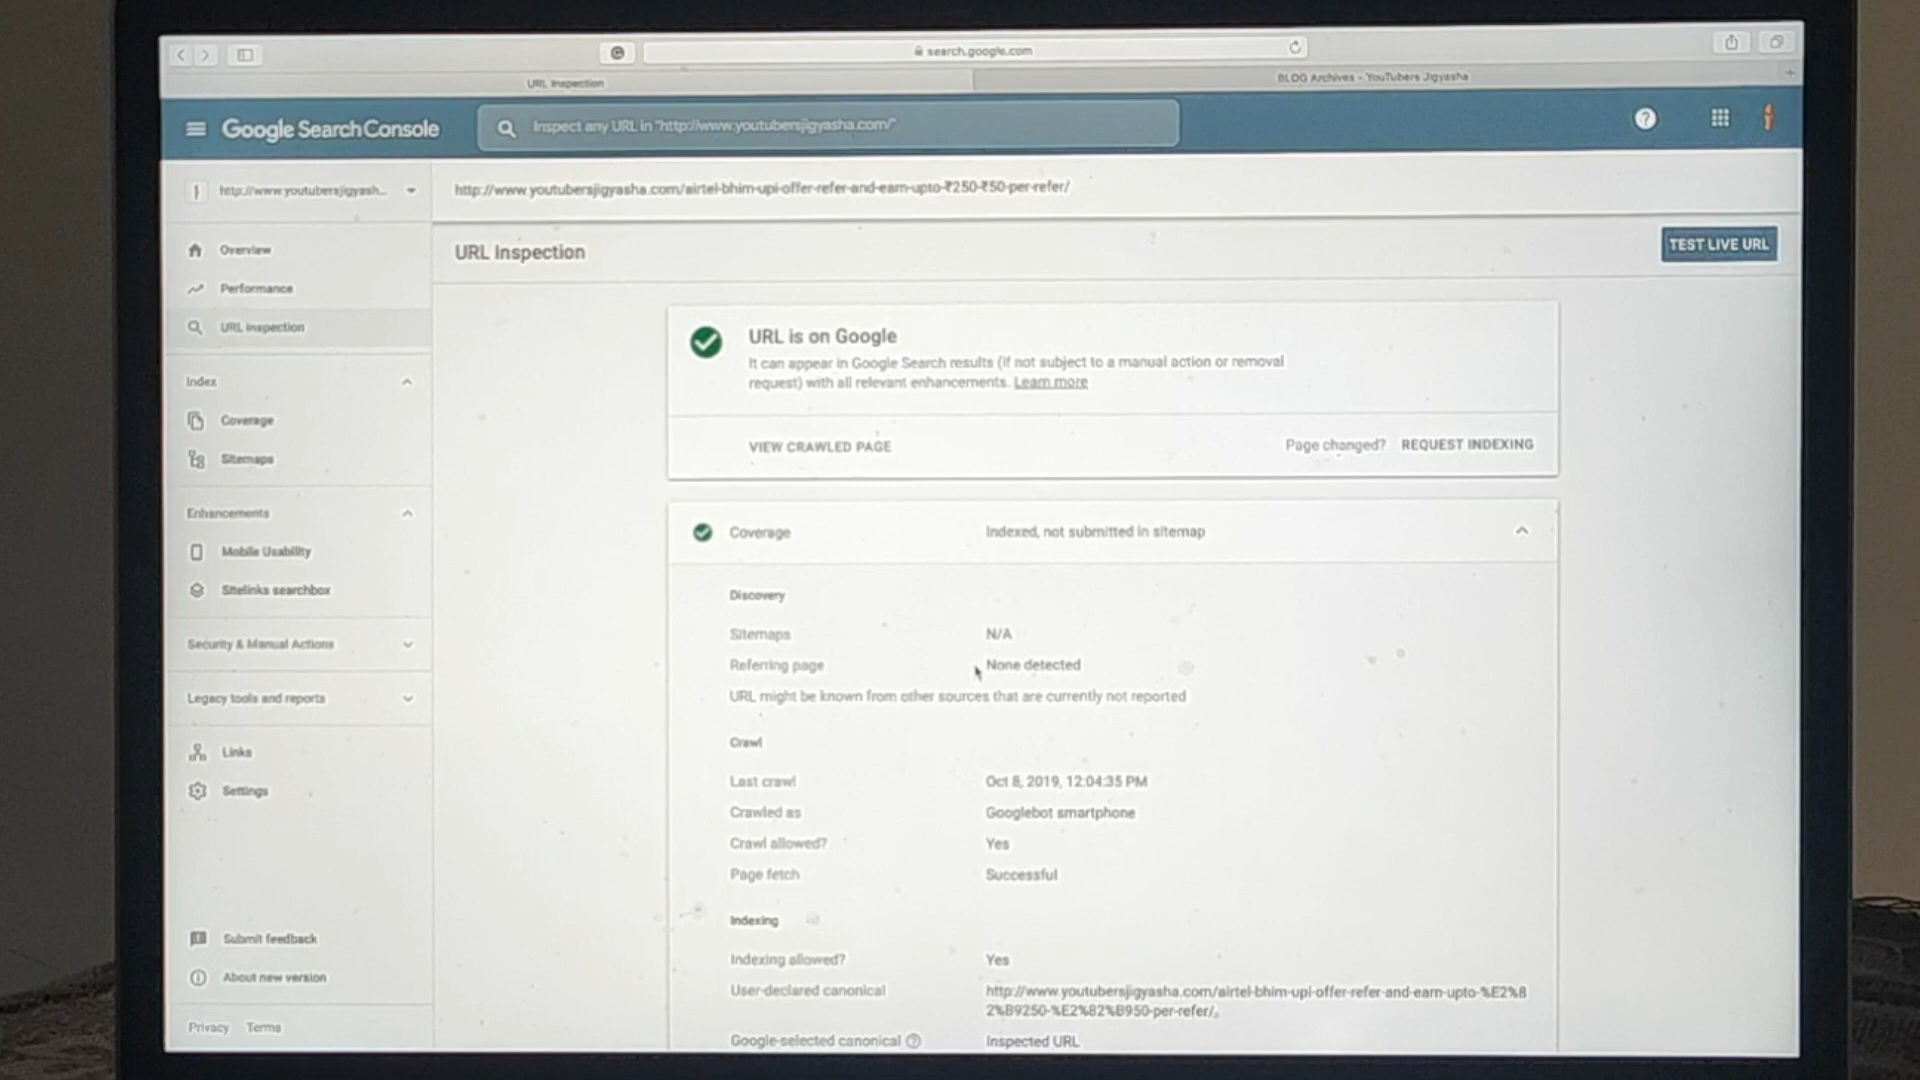 search.google.com
URL Inspection
BLOG Archives - YouTubers Jigyasha
Google Search Console
Inspect any URL in "http://www.youtubersjigyasha.com/"
http://www.youtubersjigyash...
http://www.youtubersjigyasha.com/airtel-bhim-upi-offer-refer-and-earn-upto-₹250-₹50-per-refer/
Overview
URL Inspection
TEST LIVE URL
Performance
URL inspection
URL is on Google
It can appear in Google Search results (if not subject to a manual action or removal
request) with all relevant enhancements. Learn more
Index
Coverage
VIEW CRAWLED PAGE
Page changed? REQUEST INDEXING
Sitemaps
Enhancements
Coverage
Indexed, not submitted in sitemap
Mobile Usability
Sitelinks searchbox
Discovery
Security & Manual Actions
Sitemaps
N/A
Referring page
None detected
Legacy tools and reports
URL might be known from other sources that are currently not reported
Links
Crawl
Settings
Last crawl
Oct 8, 2019, 12:04:35 PM
Crawled as
Googlebot smartphone
Crawl allowed?
Yes
Page fetch
Successful
Indexing
Submit feedback
Indexing allowed?
Yes
About new version
User-declared canonical
http://www.youtubersjigyasha.com/airtel-bhim-upi-offer-refer-and-earn-upto-%E2%8
2%B9250-%E2%82%B950-per-refer/
Privacy Terms
Google-selected canonical
Inspected URL